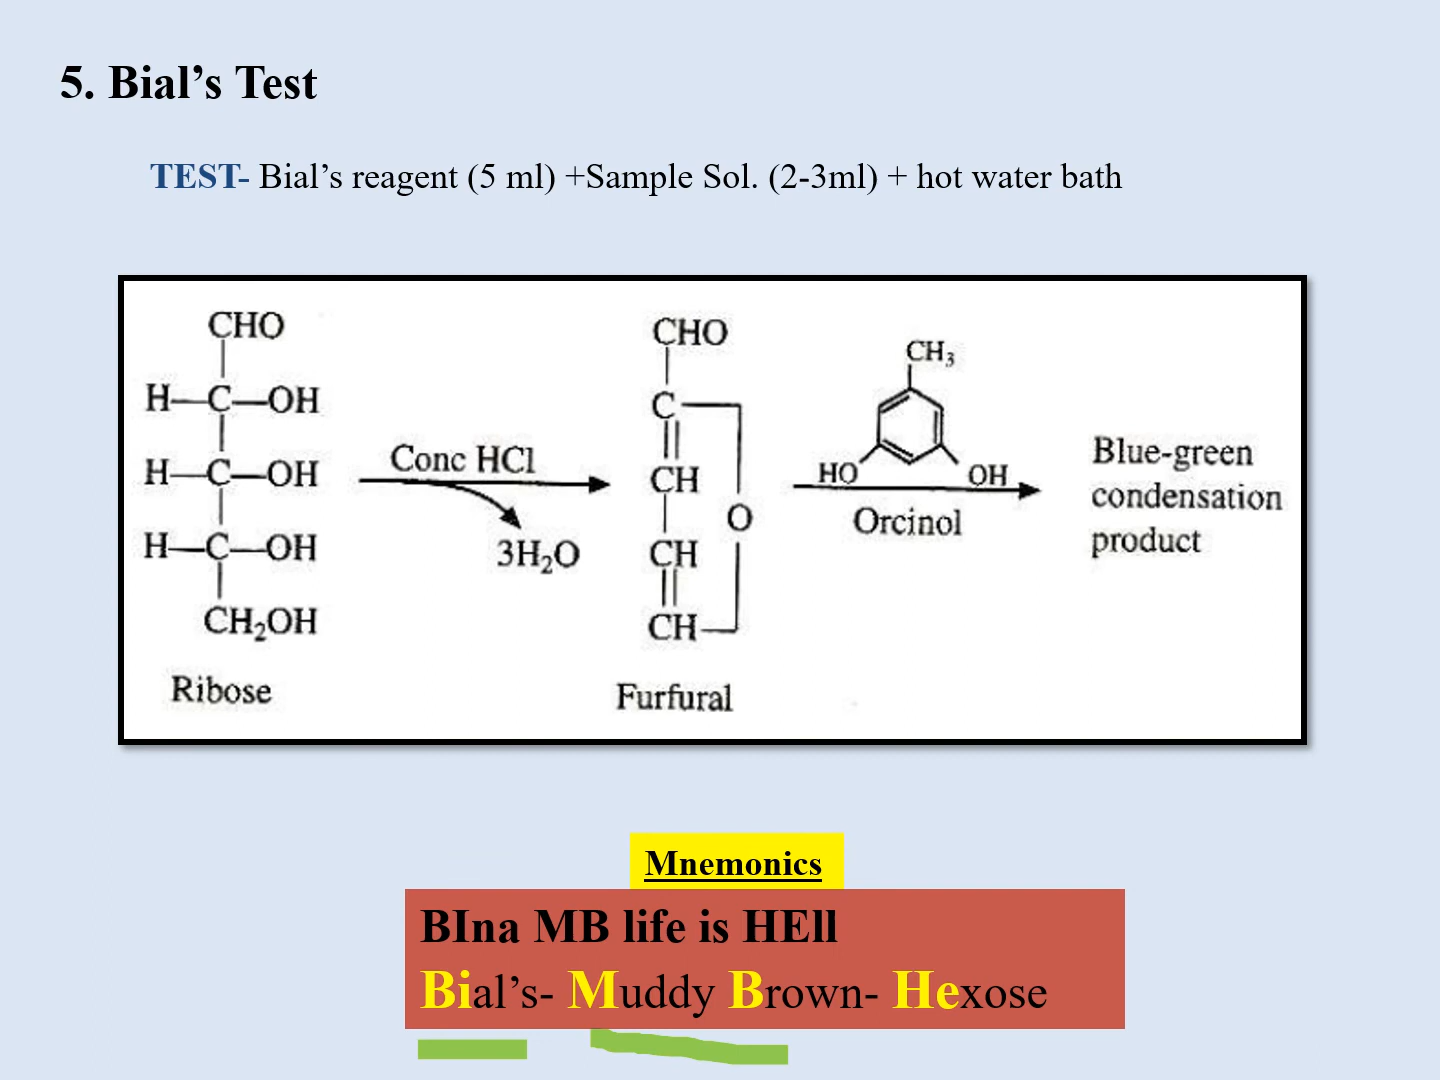 5. Bial’s Test
TEST- Bial’s reagent (5 ml) +Sample Sol. (2-3ml) + hot water bath
CHO
H—C—OH
H—C—OH
H—C—OH
CH₂OH
Ribose
Conc HCl
3H₂O
CHO
C
CH
O
CH
CH
Furfural
CH₃
HO
OH
Orcinol
Blue-green
condensation
product
Mnemonics
BIna MB life is HEll
Bial’s- Muddy Brown- Hexose